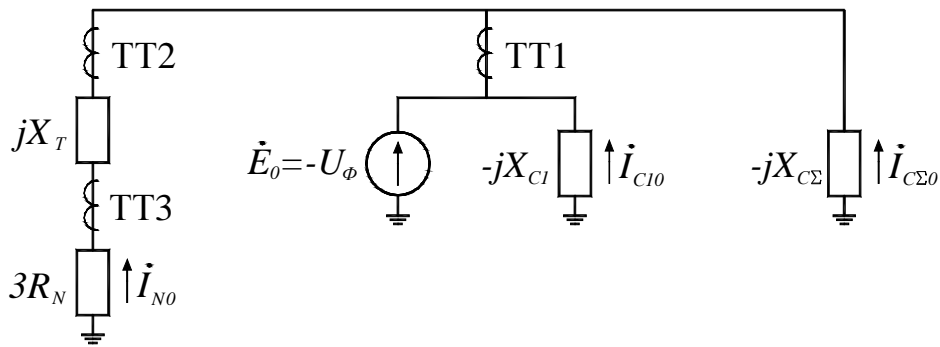 TT2
TT1
jX_T
Ė_0=-U_Φ
-jX_C1
İ_C10
-jX_CΣ
İ_CΣ0
TT3
3R_N
İ_N0